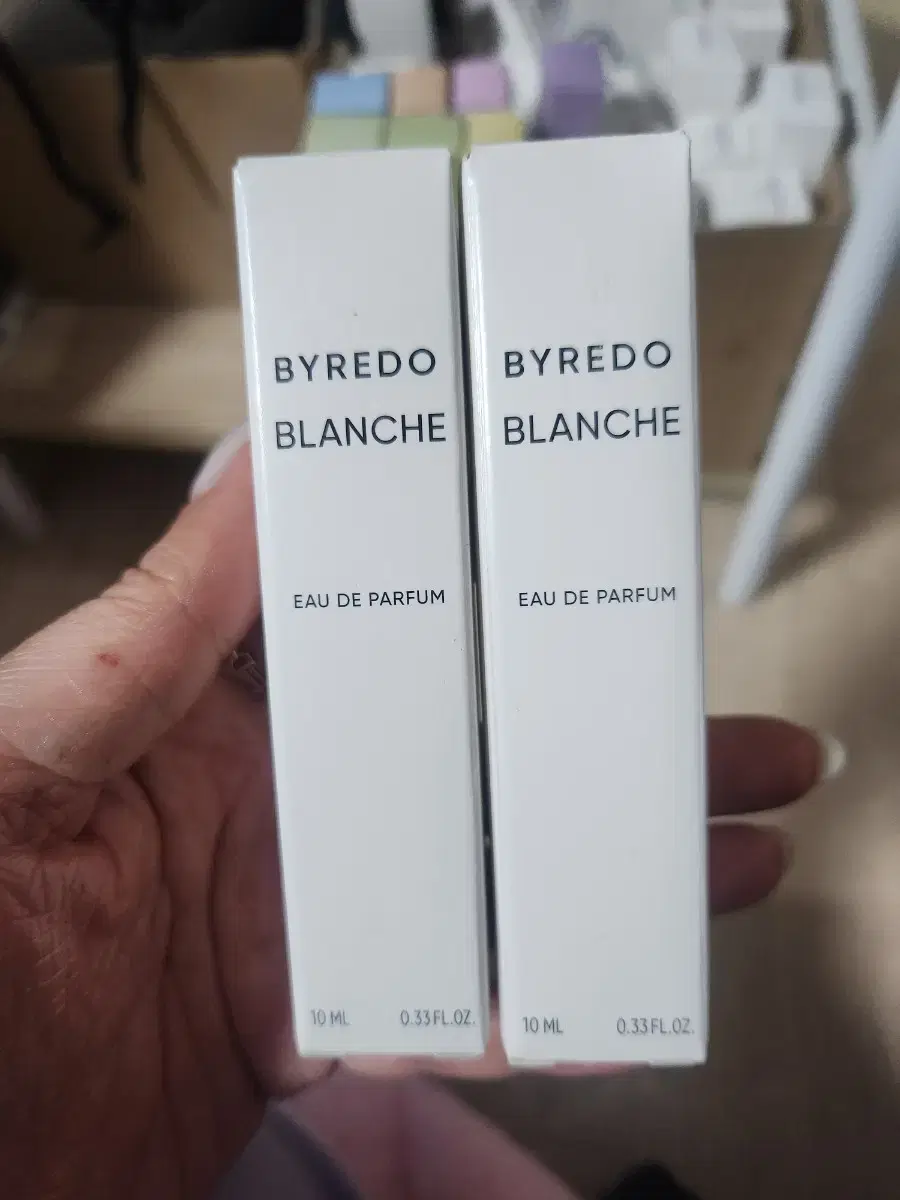 BYREDO
BLANCHE
EAU DE PARFUM
10 ML 0.33 FL.OZ.
BYREDO
BLANCHE
EAU DE PARFUM
10 ML 0.33 FL.OZ.